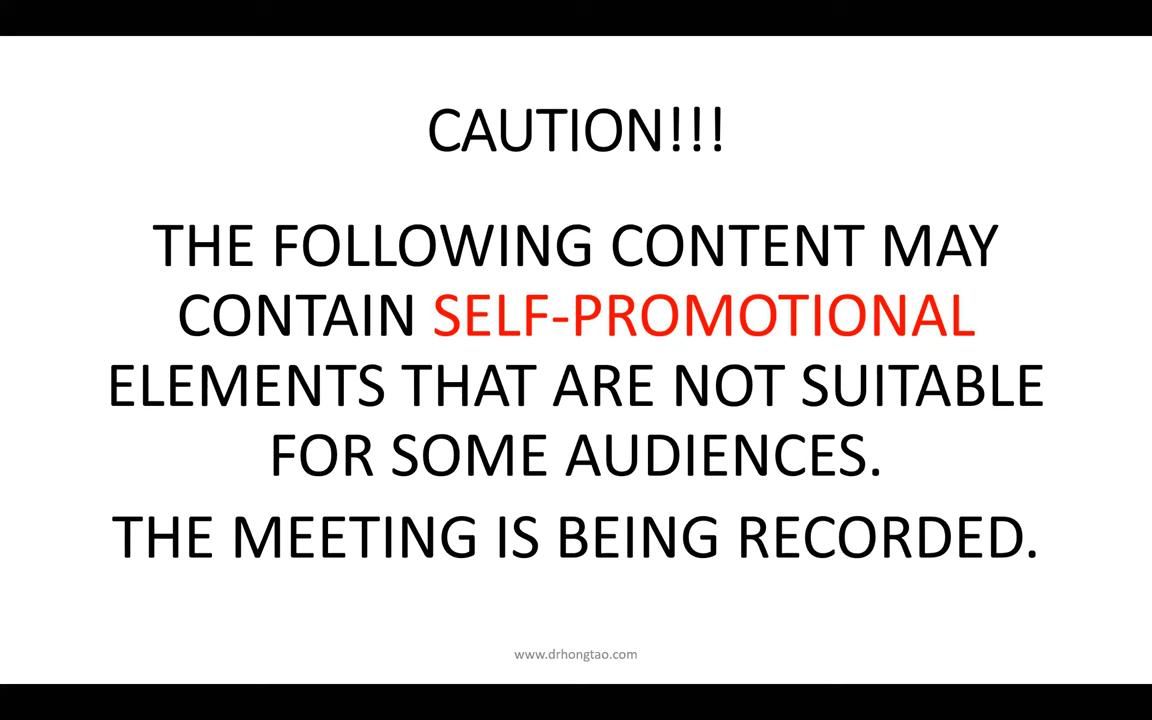 CAUTION!!!
THE FOLLOWING CONTENT MAY
CONTAIN SELF-PROMOTIONAL
ELEMENTS THAT ARE NOT SUITABLE
FOR SOME AUDIENCES.
THE MEETING IS BEING RECORDED.
www.drhongtao.com